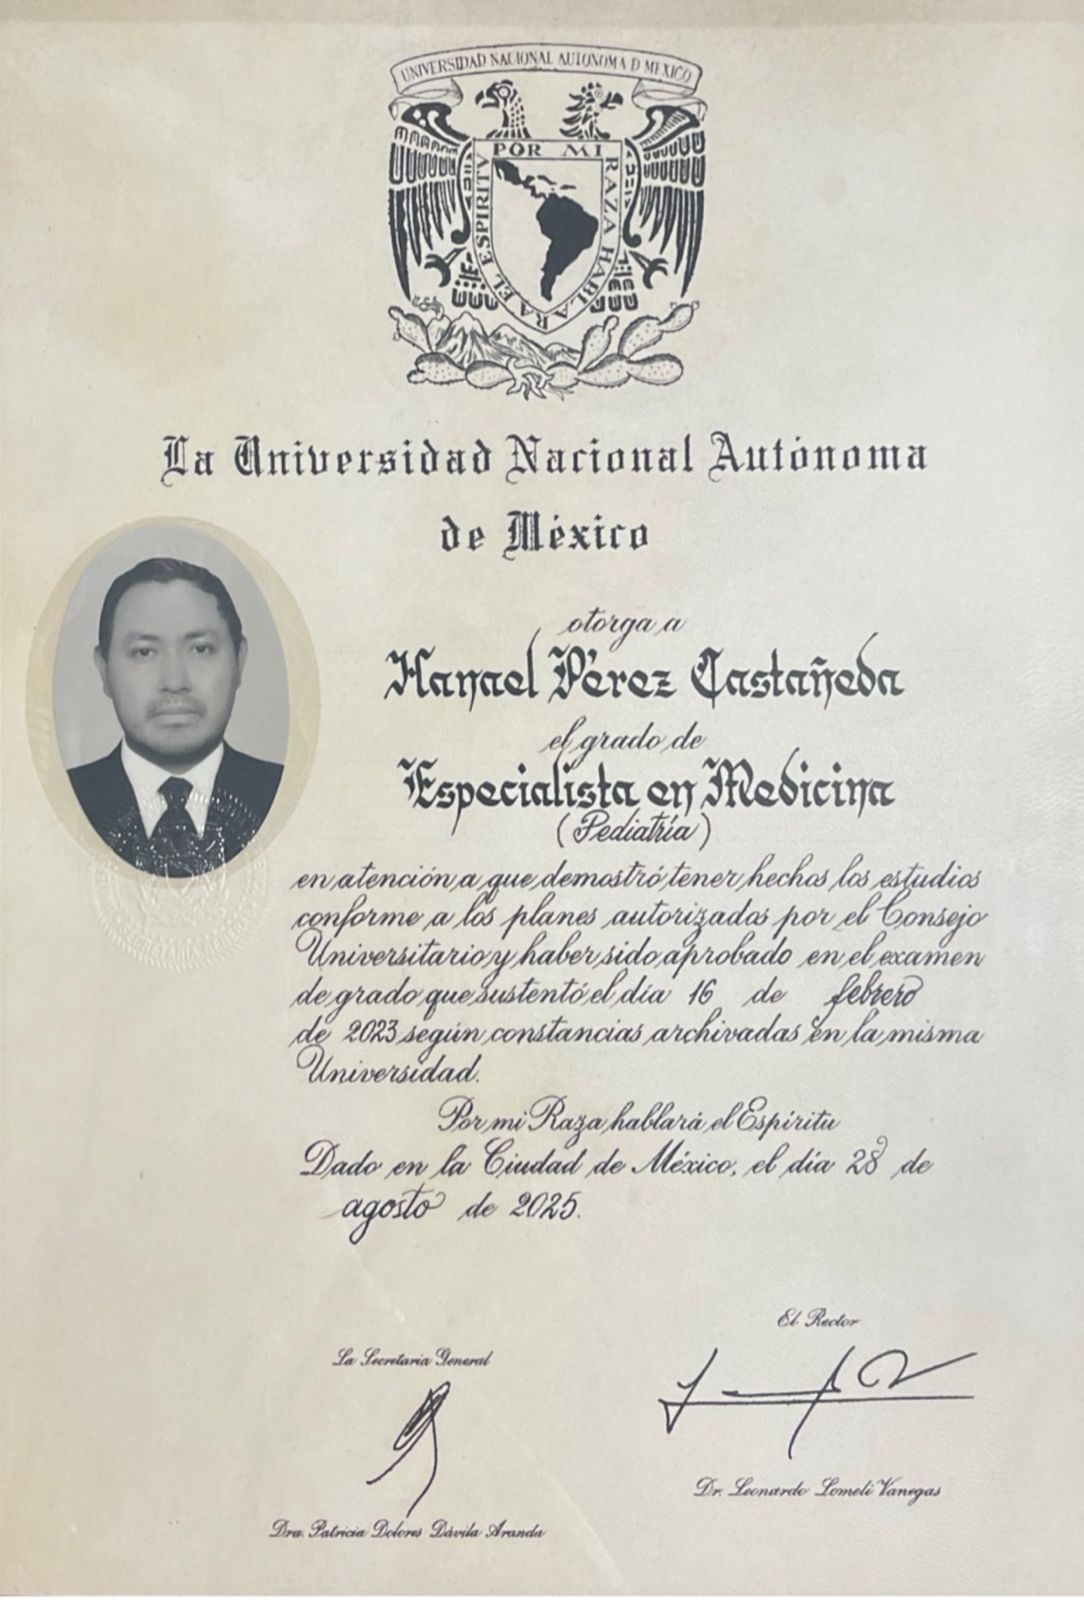 UNIVERSIDAD NACIONAL AUTONOMA D MEXICO
POR MI RAZA HABLARA EL ESPIRITU
La Universidad Nacional Autónoma
de México
otorga a
Hanael Pérez Castañeda
el grado de
Especialista en Medicina
(Pediatría)
en atención a que demostró tener hechos los estudios
conforme a los planes autorizados por el Consejo
Universitario y haber sido aprobado en el examen
de grado que sustentó el día 16 de febrero
de 2023 según constancias archivadas en la misma
Universidad.
Por mi Raza hablará el Espíritu
Dado en la Ciudad de México, el día 28 de
agosto de 2025.
El Rector
La Secretaria General
Dr. Leonardo Lomelí Vanegas
Dra. Patricia Dolores Dávila Aranda